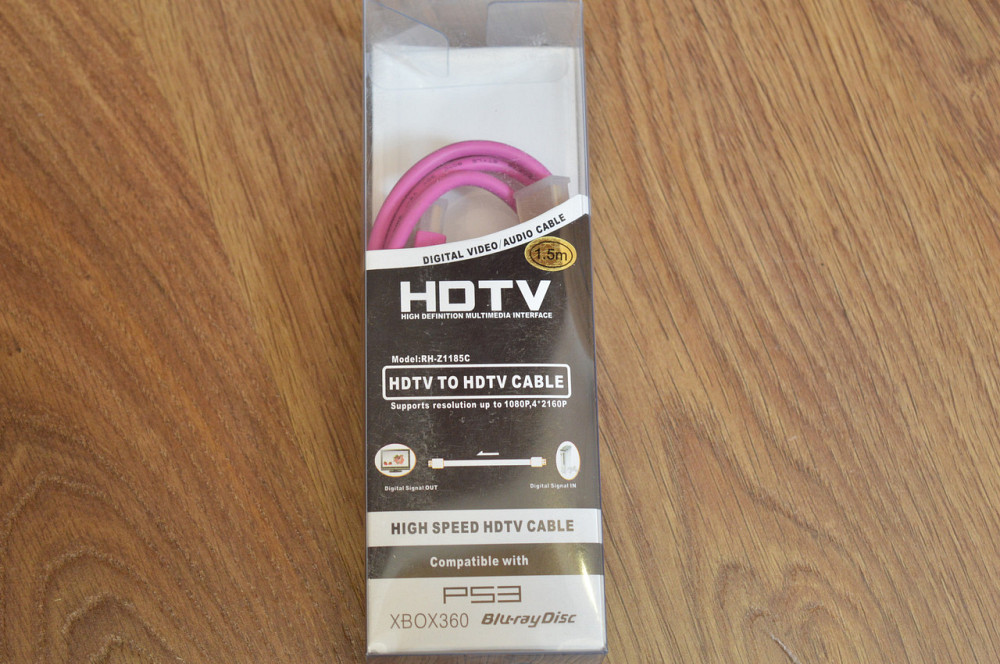 DIGITAL VIDEO/AUDIO CABLE
1.5m
HDTV
HIGH DEFINITION MULTIMEDIA INTERFACE
Model:RH-Z1185C
HDTV TO HDTV CABLE
Supports resolution up to 1080P,4*2160P
Digital Signal OUT
Digital Signal IN
HIGH SPEED HDTV CABLE
Compatible with
PS3
XBOX360 Blu-ray Disc